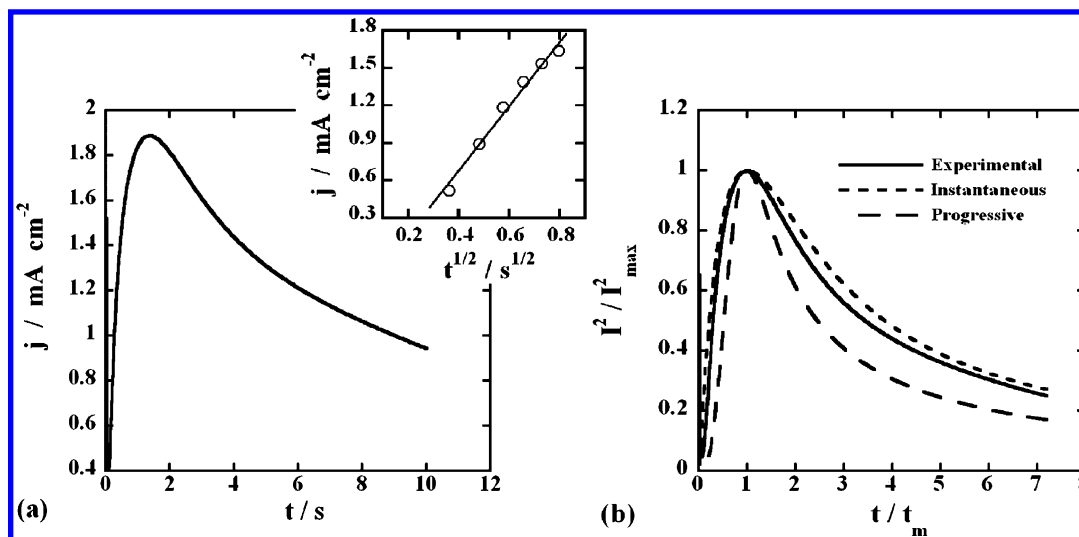 1.8
1.5
1.2
0.9
0.6
0.3
j / mA cm-2
0.2 0.4 0.6 0.8
t1/2 / s1/2
2
1.8
1.6
1.4
1.2
1
0.8
0.6
0.4
j / mA cm-2
0 2 4 6 8 10 12
t / s
(a)
1.2
1
0.8
0.6
0.4
0.2
0
I2 / I2max
Experimental
Instantaneous
Progressive
0 1 2 3 4 5 6 7 8
t / tm
(b)